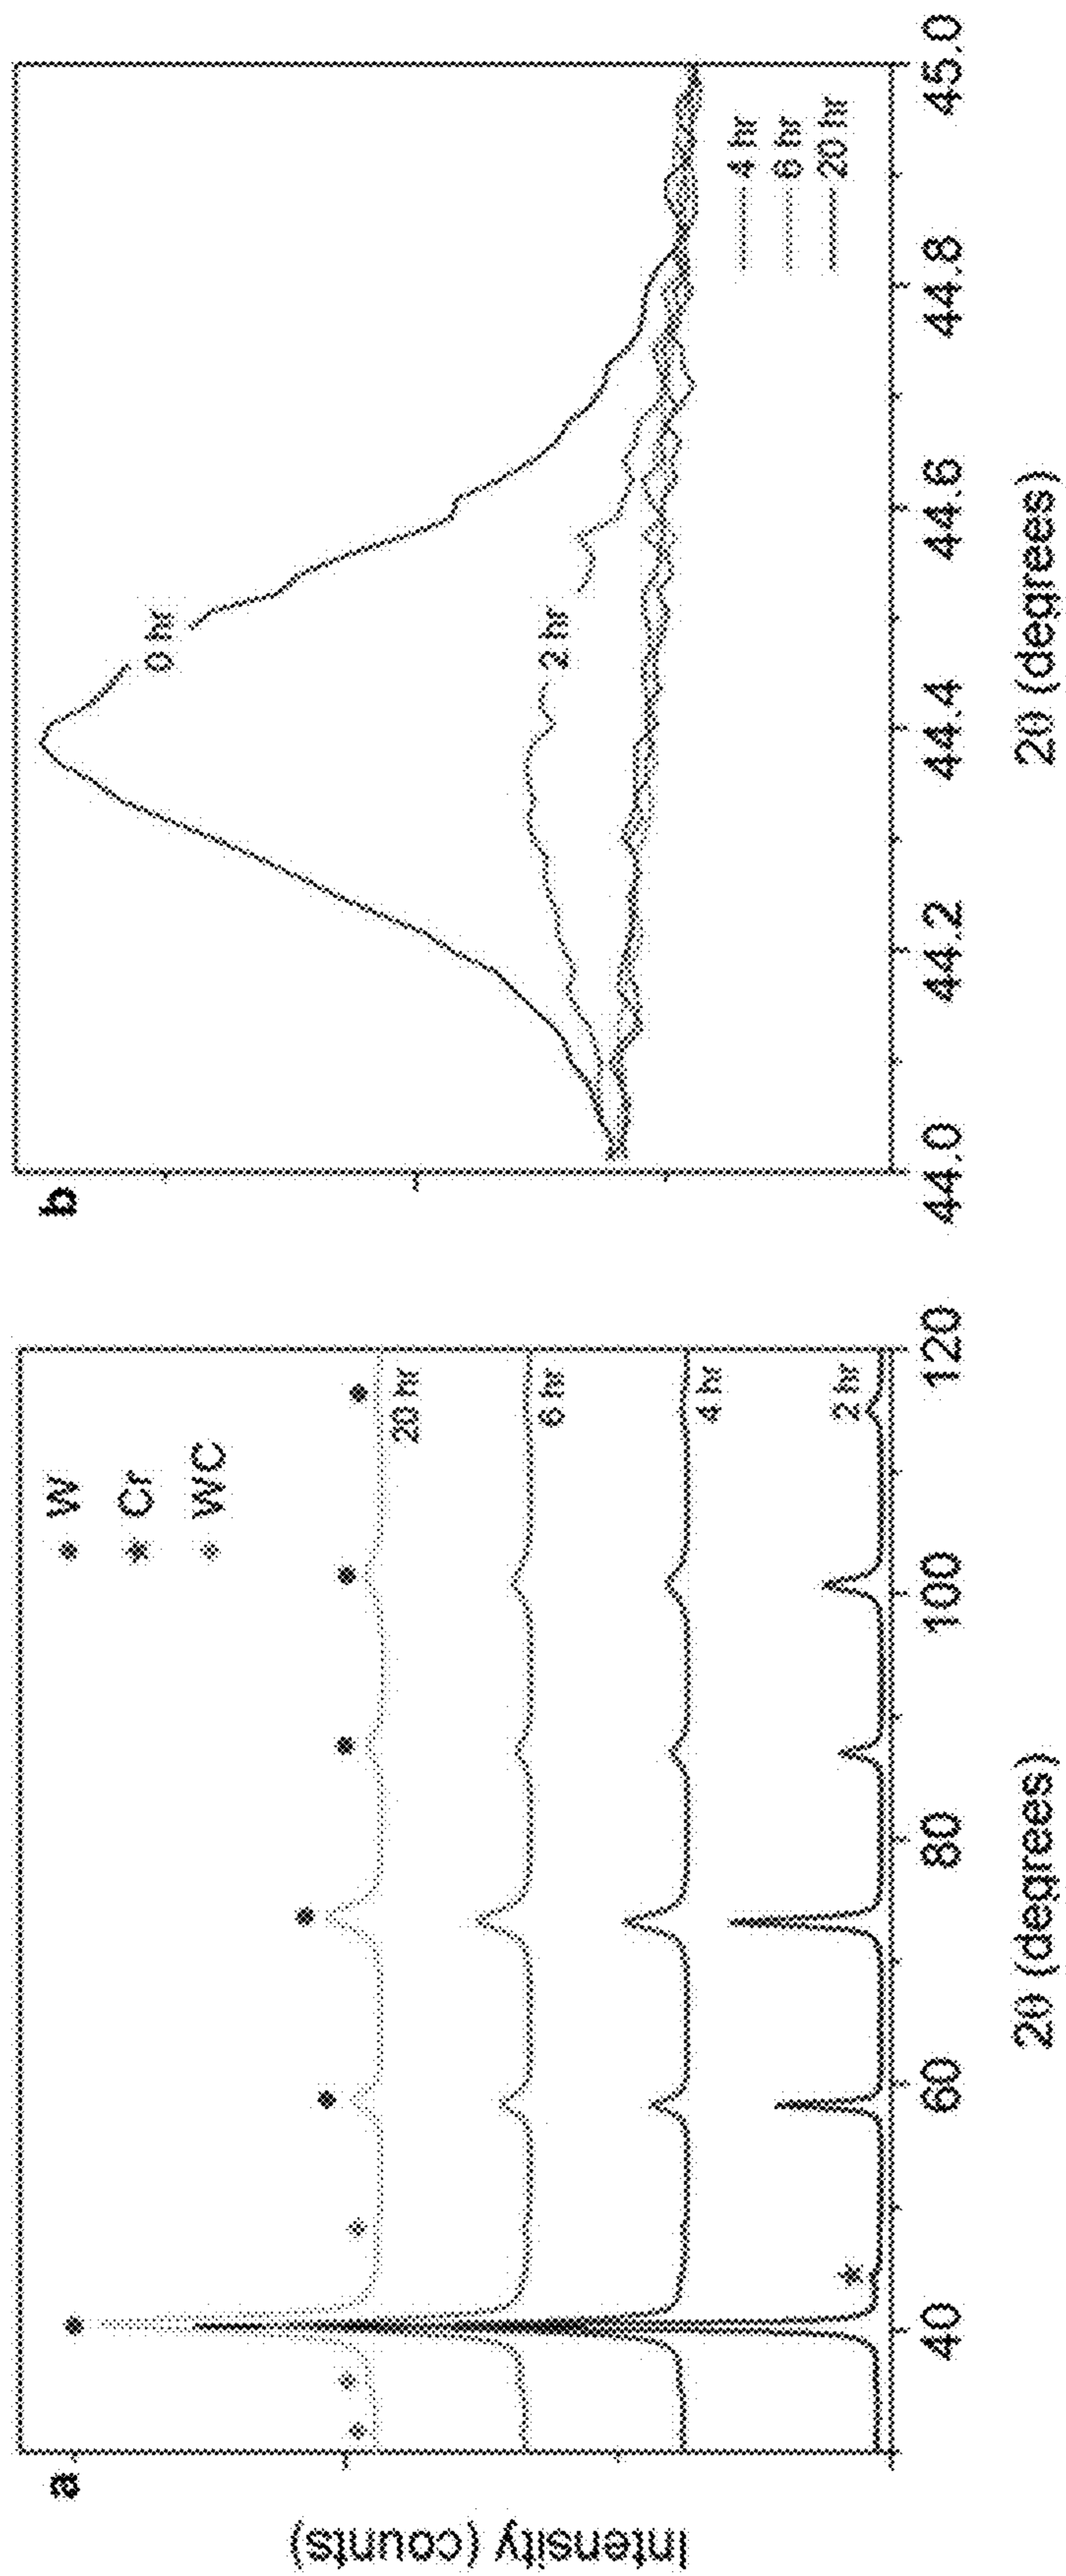 a
Intensity (counts)
W
Cr
WC
20 hr
6 hr
4 hr
2 hr
40
60
80
100
120
2θ (degrees)
b
0 hr
2 hr
4 hr
6 hr
20 hr
44.0
44.2
44.4
44.6
44.8
45.0
2θ (degrees)